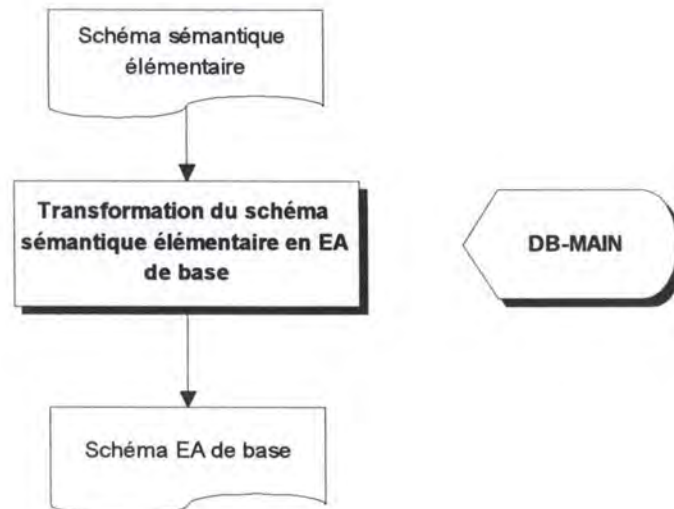 Schéma sémantique
élémentaire
Transformation du schéma
sémantique élémentaire en EA
de base
DB-MAIN
Schéma EA de base